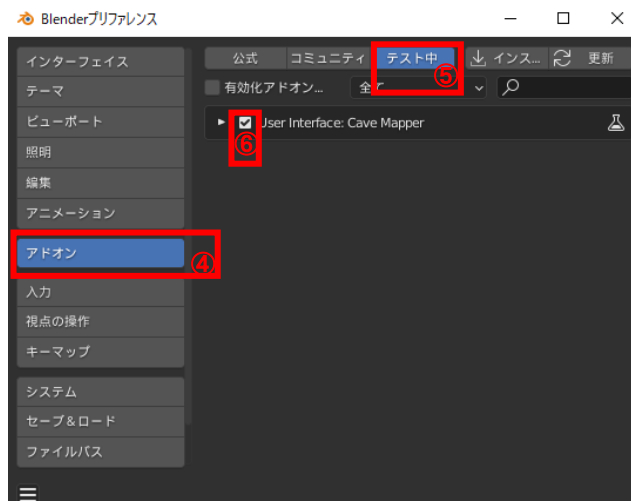 Blenderプリファレンス
インターフェイス
テーマ
ビューポート
照明
編集
アニメーション
アドオン
④
入力
視点の操作
キーマップ
システム
セーブ&ロード
ファイルパス
公式 コミュニティ テスト中 インス... 更新
⑤
有効化アドオン... 全て
User Interface: Cave Mapper
⑥